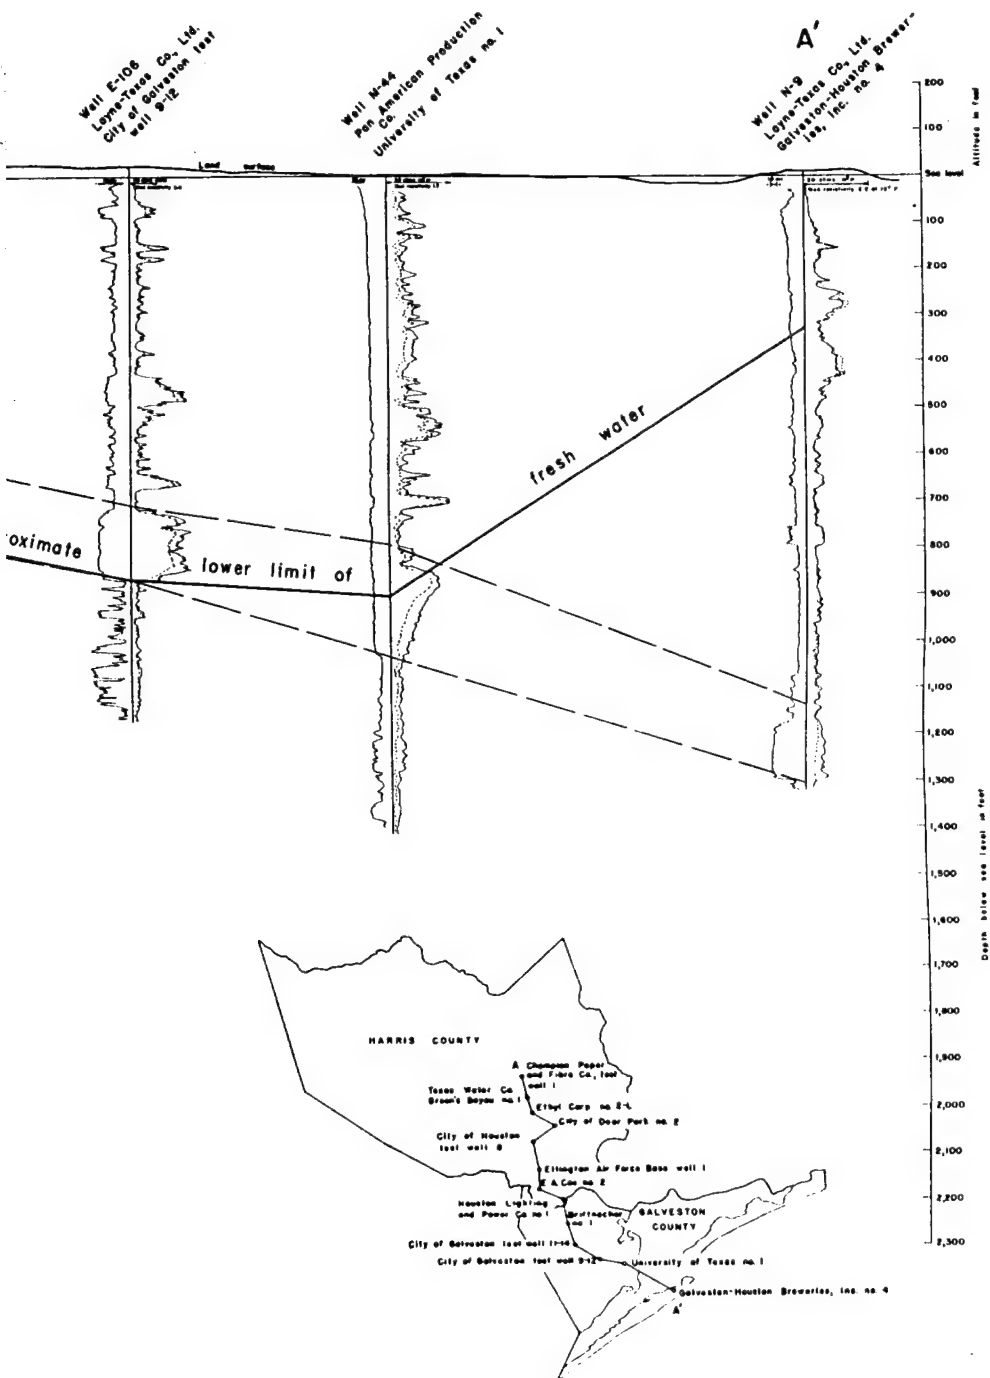 Well E-106
Layne-Texas Co., Ltd.
City of Galveston test
well 9-12
Well N-44
Pan American Production
Co.
University of Texas no. 1
A'
Well N-9
Layne-Texas Co., Ltd.
Galveston-Houston Brewer-
ies, Inc. no. 4
200
100
Altitude in feet
Sea level
Land surface
100
200
300
400
500
600
700
800
900
1,000
1,100
1,200
1,300
1,400
1,500
1,600
1,700
1,800
1,900
2,000
2,100
2,200
2,300
Depth below sea level in feet
oximate lower limit of fresh water
HARRIS COUNTY
A Champion Paper
and Fibre Co., test
well 1
Texas Water Co.
Green's Bayou no. 1
Ethyl Corp. no. 2-L
City of Deer Park no. 2
City of Houston
test well 8
Ellington Air Force Base well 1
E.A. Cox no. 2
Houston Lighting
and Power Co. no. 1
no. 1
GALVESTON
COUNTY
City of Galveston test well 11-14
City of Galveston test well 9-12
University of Texas no. 1
Galveston-Houston Breweries, Inc. no. 4
A'